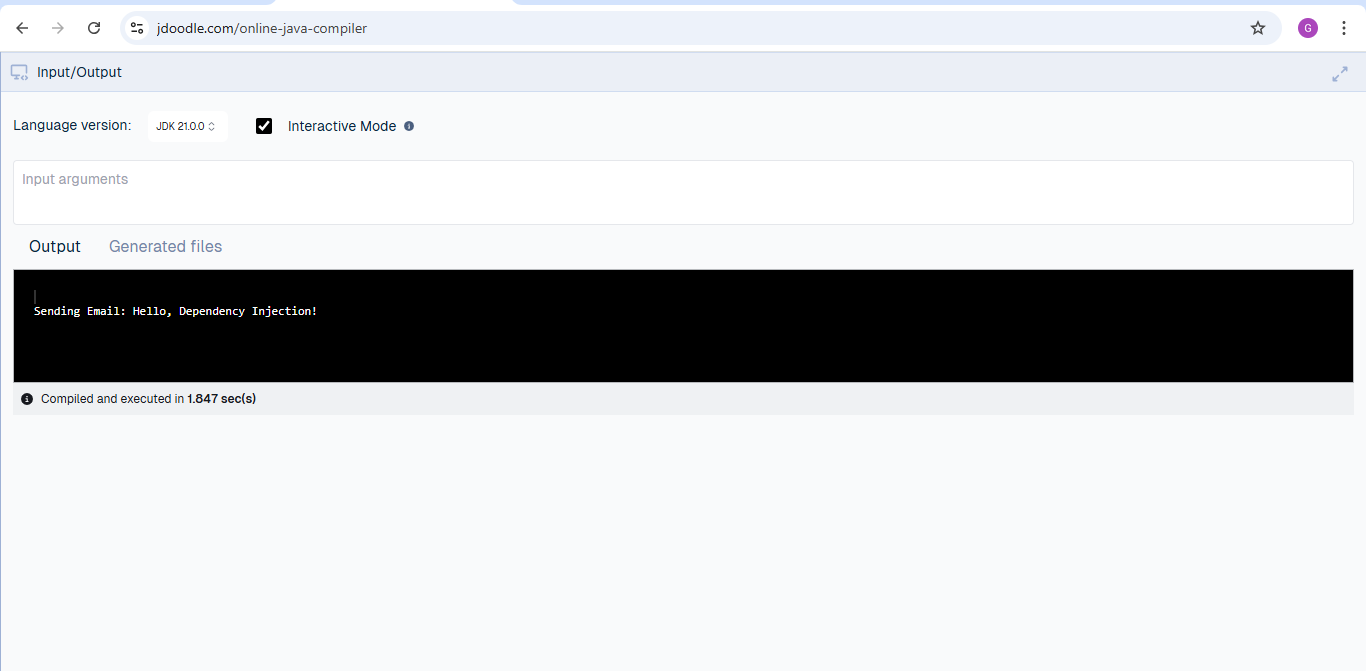 jdoodle.com/online-java-compiler
G
Input/Output
Language version: JDK 21.0.0 Interactive Mode
Input arguments
Output Generated files
Sending Email: Hello, Dependency Injection!
Compiled and executed in 1.847 sec(s)